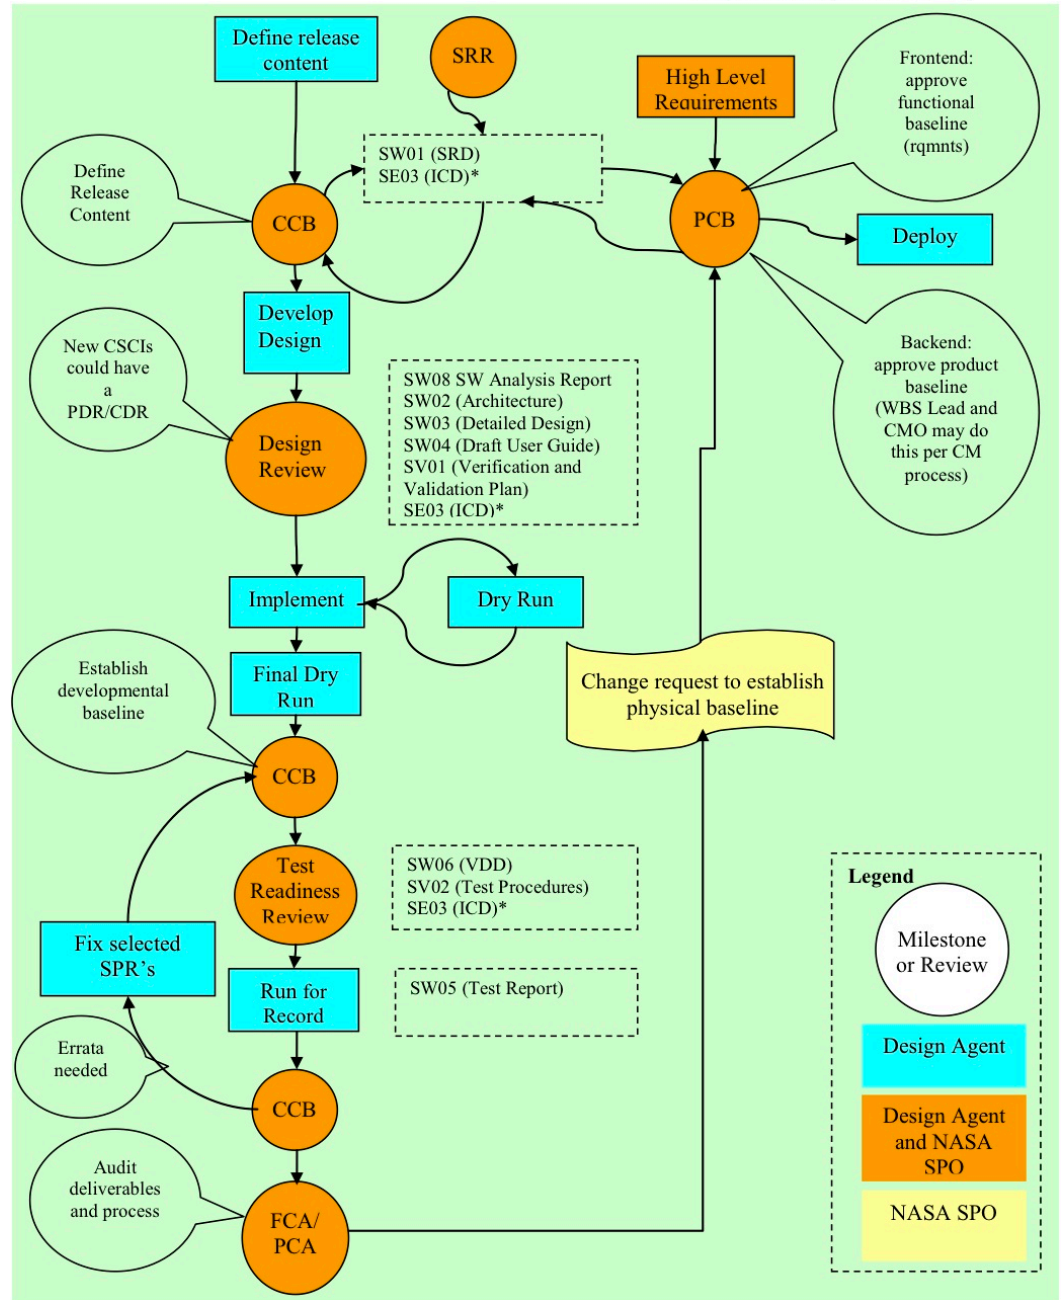 Define release
content
SRR
High Level
Requirements
Frontend:
approve
functional
baseline
(rqmnts)
SW01 (SRD)
SE03 (ICD)*
Define
Release
Content
CCB
PCB
Deploy
Develop
Design
New CSCIs
could have
a
PDR/CDR
Backend:
approve product
baseline
(WBS Lead and
CMO may do
this per CM
process)
SW08 SW Analysis Report
SW02 (Architecture)
SW03 (Detailed Design)
SW04 (Draft User Guide)
SV01 (Verification and
Validation Plan)
SE03 (ICD)*
Design
Review
Implement
Dry Run
Final Dry
Run
Establish
developmental
baseline
Change request to establish
physical baseline
CCB
Test
Readiness
Review
SW06 (VDD)
SV02 (Test Procedures)
SE03 (ICD)*
Fix selected
SPR's
Run for
Record
SW05 (Test Report)
Errata
needed
CCB
Audit
deliverables
and process
FCA/
PCA
Legend
Milestone
or Review
Design Agent
Design Agent
and NASA
SPO
NASA SPO